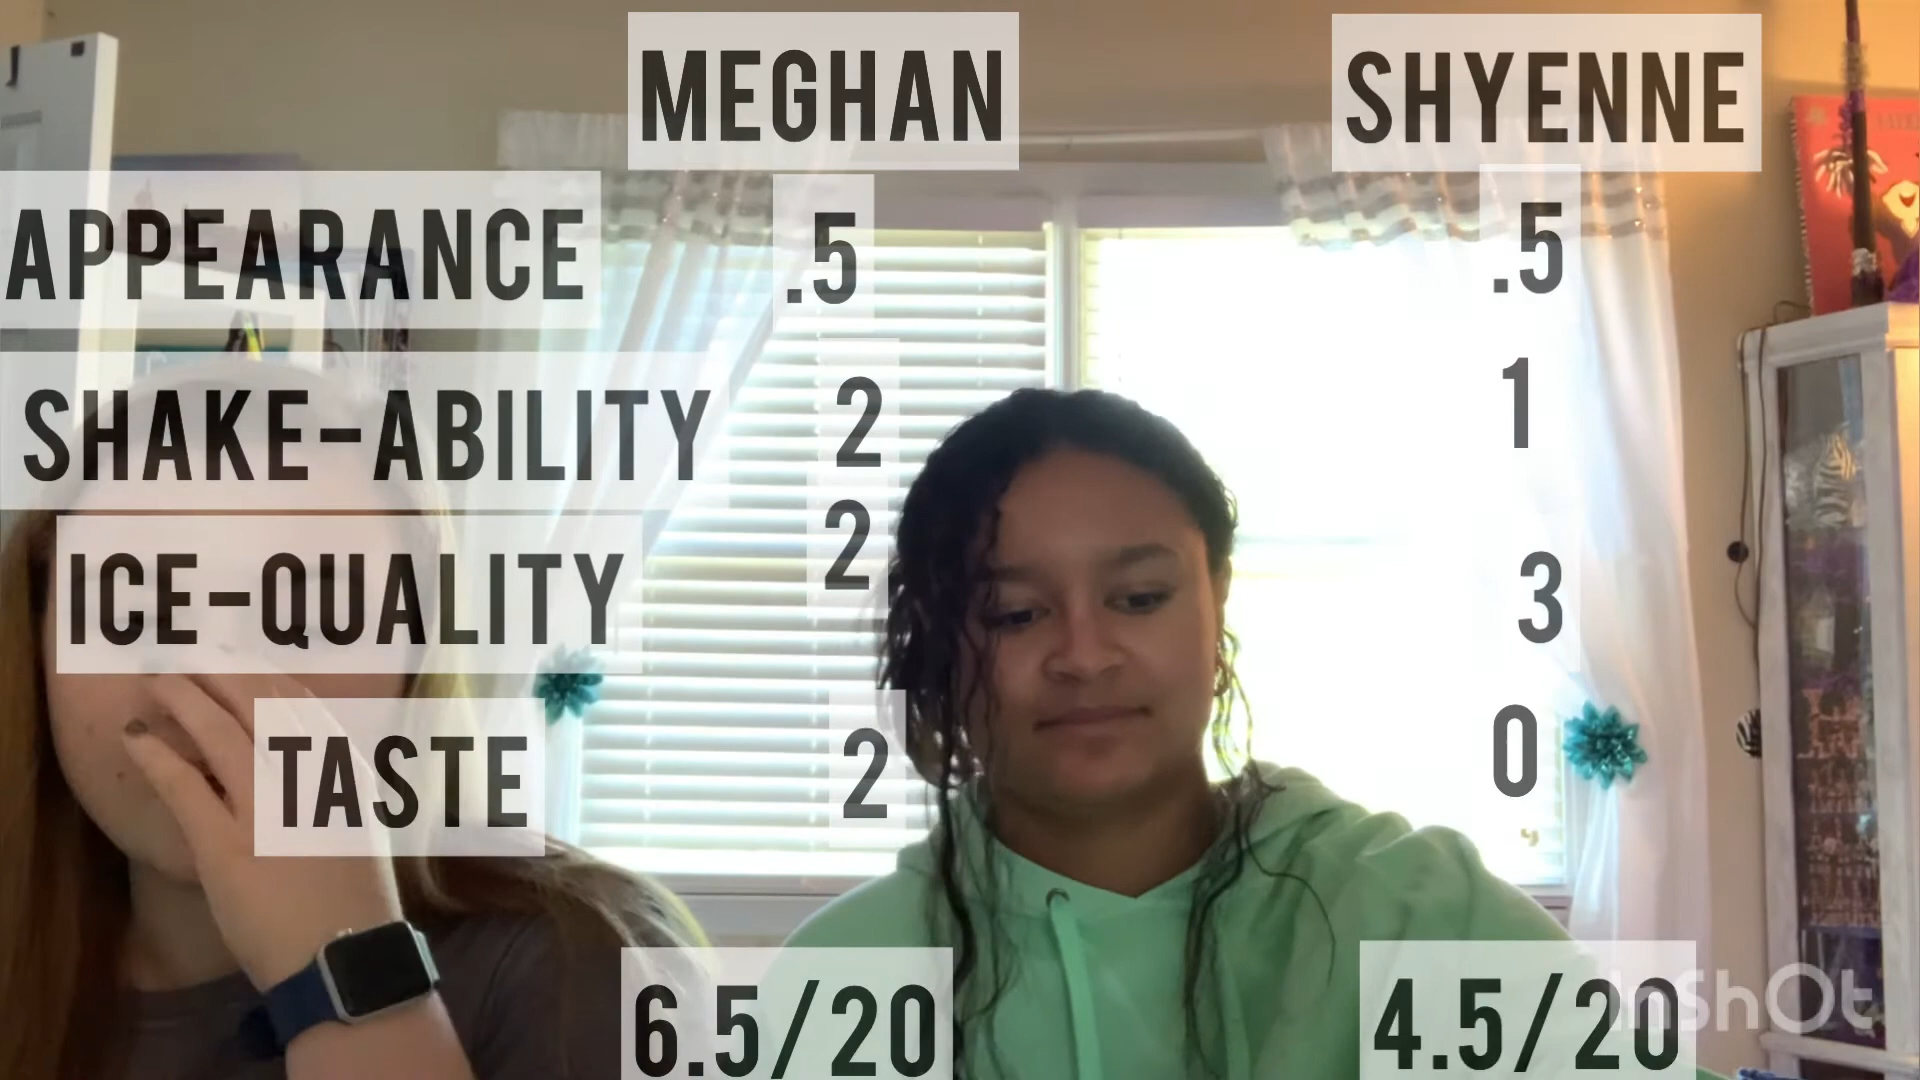 MEGHAN SHYENNE
APPEARANCE .5 .5
SHAKE-ABILITY 2 1
ICE-QUALITY 2 3
TASTE 2 0
6.5/20 4.5/20
InShOt